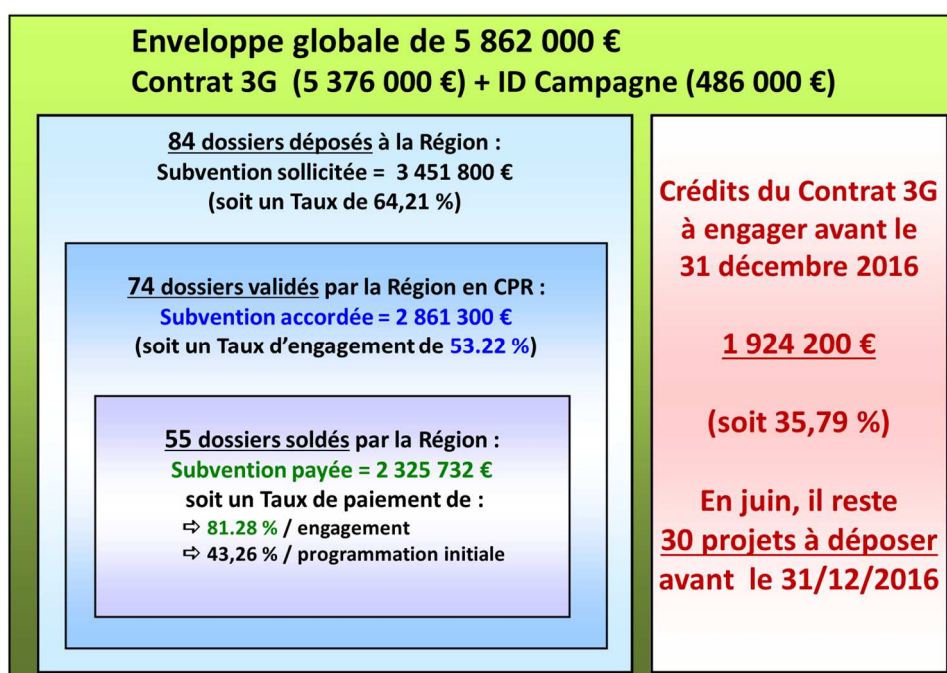 Enveloppe globale de 5 862 000 €
Contrat 3G (5 376 000 €) + ID Campagne (486 000 €)
84 dossiers déposés à la Région :
Subvention sollicitée = 3 451 800 €
(soit un Taux de 64,21 %)
74 dossiers validés par la Région en CPR :
Subvention accordée = 2 861 300 €
(soit un Taux d'engagement de 53.22 %)
55 dossiers soldés par la Région :
Subvention payée = 2 325 732 €
soit un Taux de paiement de :
⇨ 81.28 % / engagement
⇨ 43,26 % / programmation initiale
Crédits du Contrat 3G
à engager avant le
31 décembre 2016
1 924 200 €
(soit 35,79 %)
En juin, il reste
30 projets à déposer
avant le 31/12/2016